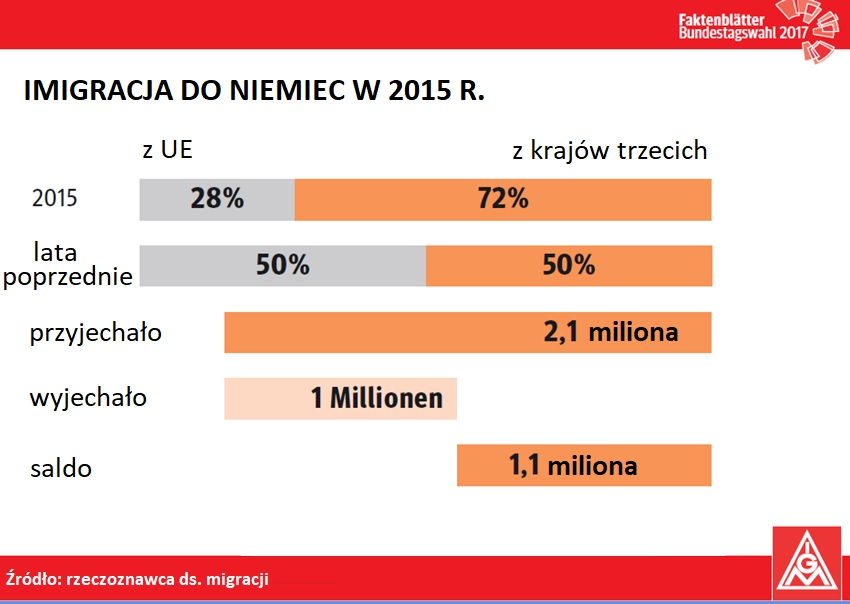 Faktenblätter
Bundestagswahl 2017
IMIGRACJA DO NIEMIEC W 2015 R.
z UE
z krajów trzecich
2015
28%
72%
lata
poprzednie
50%
50%
przyjechało
2,1 miliona
wyjechało
1 Millionen
saldo
1,1 miliona
Źródło: rzeczoznawca ds. migracji
IGM